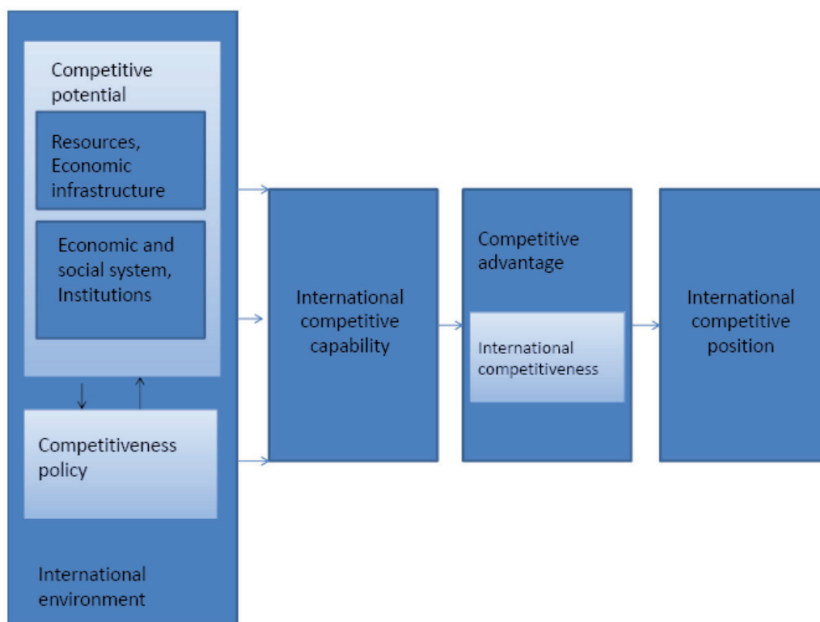 Competitive
potential
Resources,
Economic
infrastructure
Economic and
social system,
Institutions
Competitiveness
policy
International
environment
International
competitive
capability
Competitive
advantage
International
competitiveness
International
competitive
position